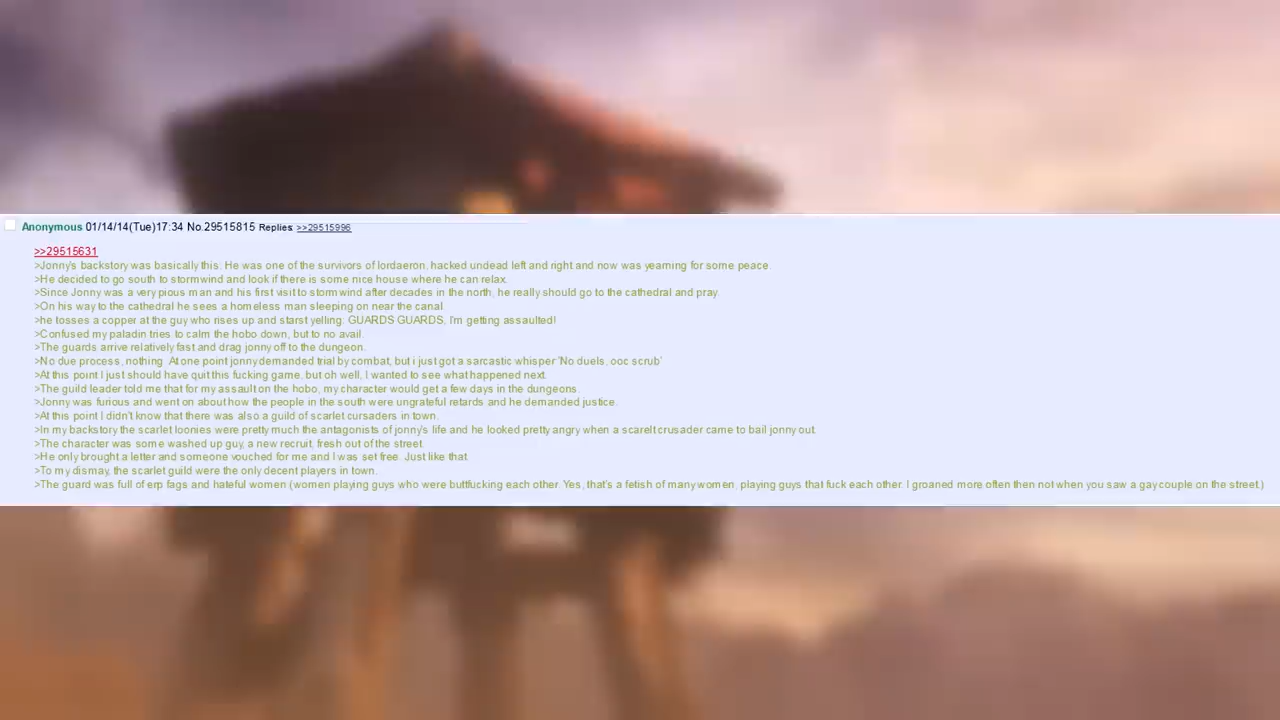 Anonymous 01/14/14(Tue)17:34 No.29515815 Replies: >>29515996
>>29515631
>Jonny's backstory was basically this: He was one of the survivors of lordaeron, hacked undead left and right and now was yearning for some peace.
>He decided to go south to stormwind and look if there is some nice house where he can relax.
>Since Jonny was a very pious man and his first visit to stormwind after decades in the north, he really should go to the cathedral and pray.
>On his way to the cathedral he sees a homeless man sleeping on near the canal.
>he tosses a copper at the guy who rises up and starst yelling: GUARDS GUARDS, I'm getting assaulted!
>Confused my paladin tries to calm the hobo down, but to no avail.
>The guards arrive relatively fast and drag jonny off to the dungeon.
>No due process, nothing. At one point jonny demanded trial by combat, but i just got a sarcastic whisper 'No duels, ooc scrub'
>At this point I just should have quit this fucking game, but oh well, I wanted to see what happened next.
>The guild leader told me that for my assault on the hobo, my character would get a few days in the dungeons.
>Jonny was furious and went on about how the people in the south were ungrateful retards and he demanded justice.
>At this point I didn't know that there was also a guild of scarlet cursaders in town.
>In my backstory the scarlet loonies were pretty much the antagonists of jonny's life and he looked pretty angry when a scarelt crusader came to bail jonny out.
>The character was some washed up guy, a new recruit, fresh out of the street.
>He only brought a letter and someone vouched for me and I was set free. Just like that.
>To my dismay, the scarlet guild were the only decent players in town.
>The guard was full of erp fags and hateful women (women playing guys who were buttfucking each other. Yes, that's a fetish of many women, playing guys that fuck each other. I groaned more often then not when you saw a gay couple on the street.)